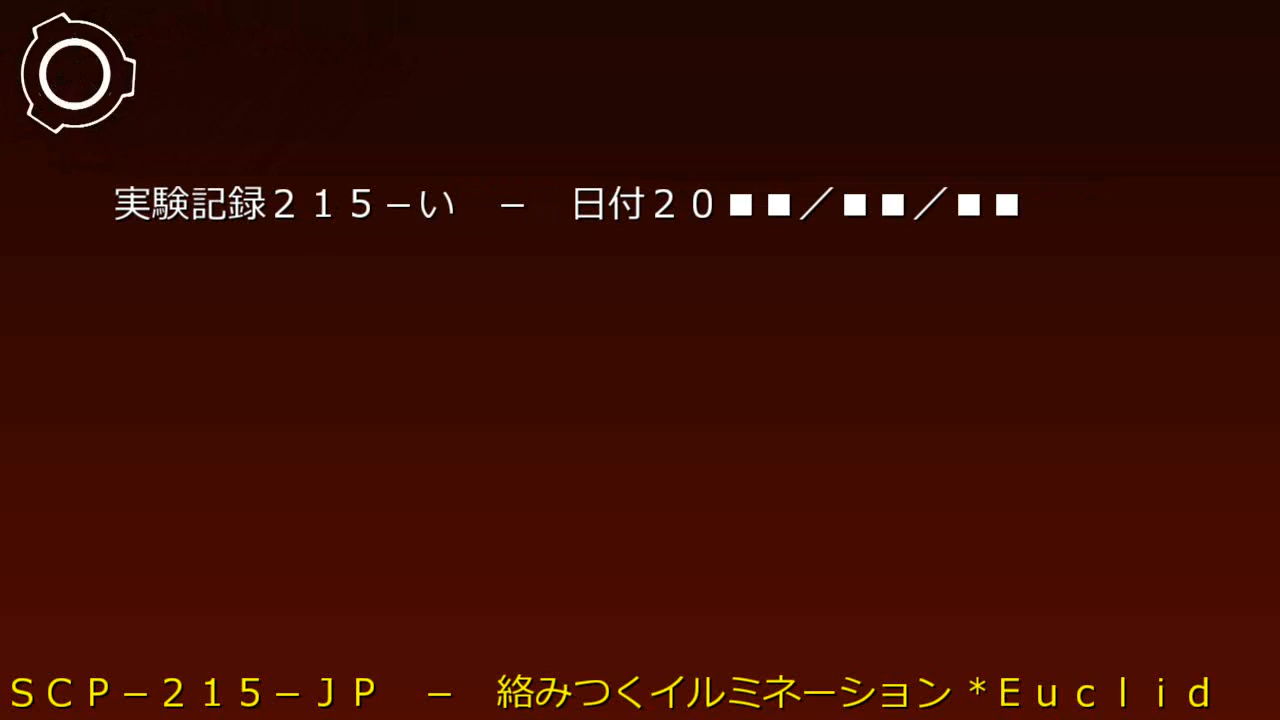 実験記録２１５－い　－　日付２０■■／■■／■■
ＳＣＰ－２１５－ＪＰ　－　絡みつくイルミネーション＊Ｅｕｃｌｉｄ